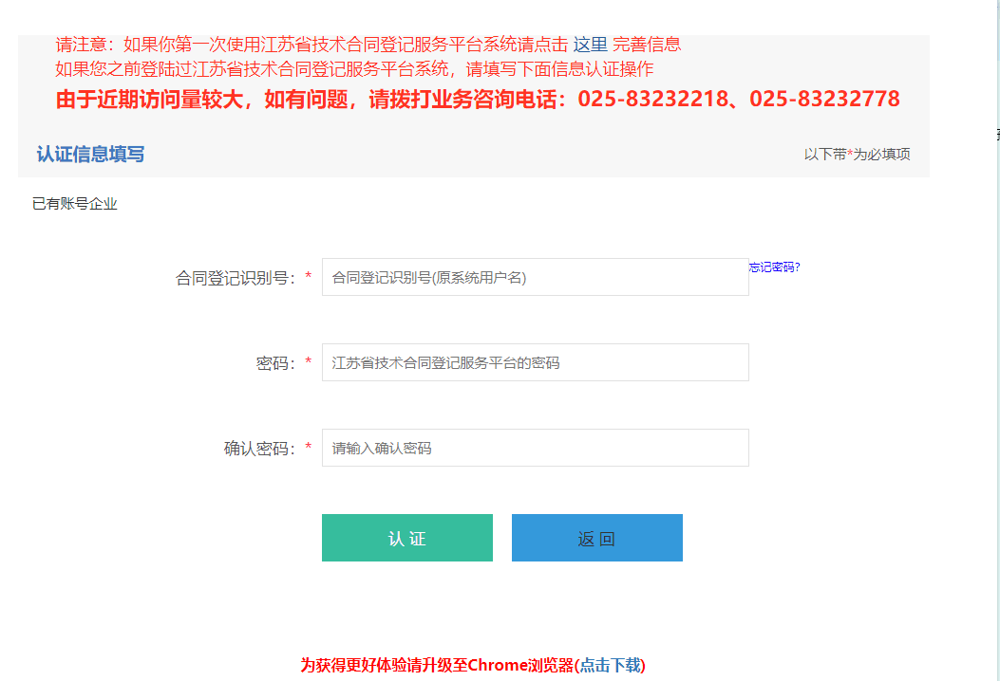 请注意：如果你第一次使用江苏省技术合同登记服务平台系统请点击 这里 完善信息
如果您之前登陆过江苏省技术合同登记服务平台系统，请填写下面信息认证操作
由于近期访问量较大，如有问题，请拨打业务咨询电话：025-83232218、025-83232778
认证信息填写 以下带*为必填项
已有账号企业
合同登记识别号：* 合同登记识别号(原系统用户名) 忘记密码?
密码：* 江苏省技术合同登记服务平台的密码
确认密码：* 请输入确认密码
认 证 返 回
为获得更好体验请升级至Chrome浏览器(点击下载)